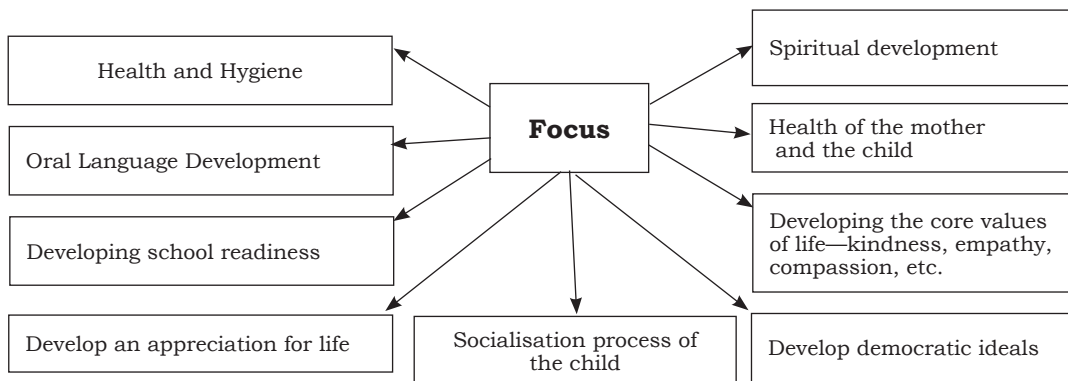 Focus
Health and Hygiene
Oral Language Development
Developing school readiness
Develop an appreciation for life
Socialisation process of
the child
Develop democratic ideals
Developing the core values
of life—kindness, empathy,
compassion, etc.
Health of the mother
and the child
Spiritual development